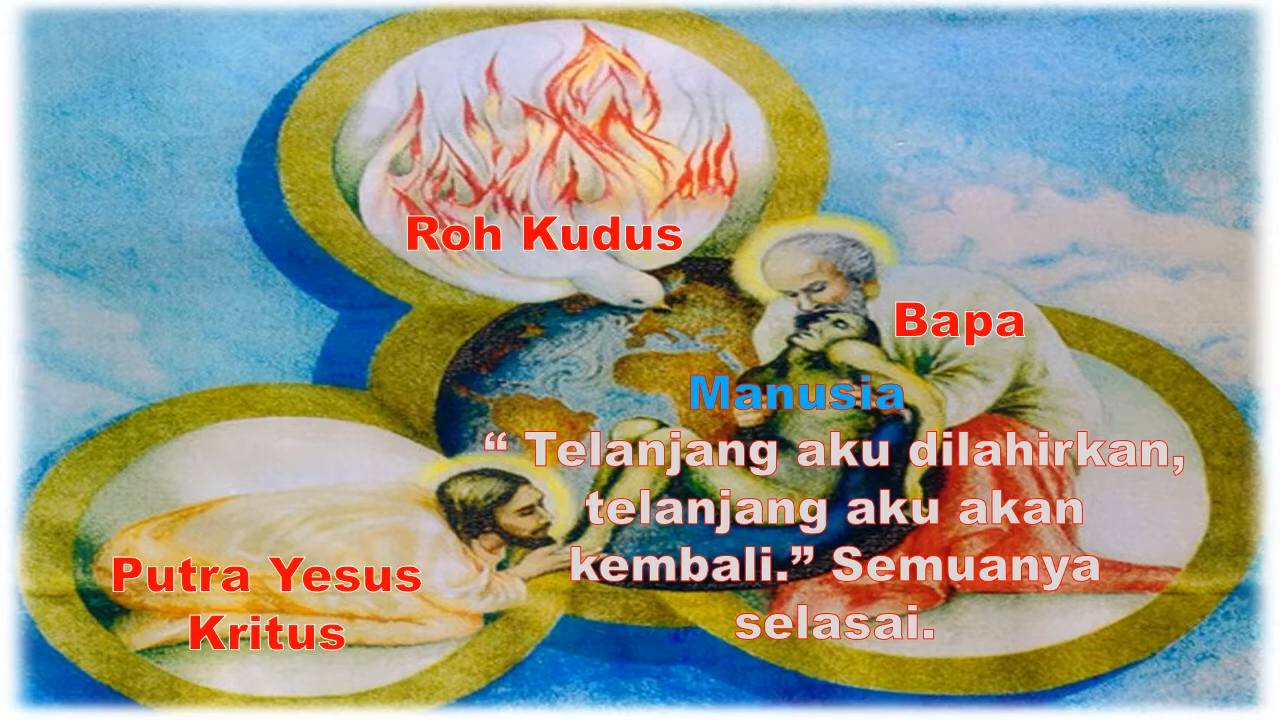 Roh Kudus
Bapa
Manusia
“ Telanjang aku dilahirkan,
telanjang aku akan
kembali.” Semuanya
selasai.
Putra Yesus
Kritus